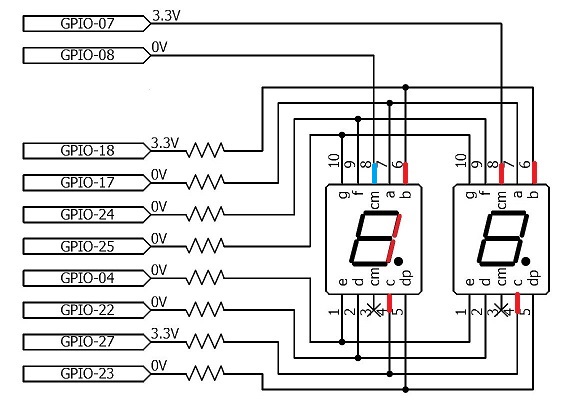 GPIO-07 3.3V
GPIO-08 0V
GPIO-18 3.3V
GPIO-17 0V
GPIO-24 0V
GPIO-25 0V
GPIO-04 0V
GPIO-22 0V
GPIO-27 3.3V
GPIO-23 0V
10 9 8 7 6
g f cm a b
e d cm c dp
1 2 3 4 5
10 9 8 7 6
g f cm a b
e d cm c dp
1 2 3 4 5